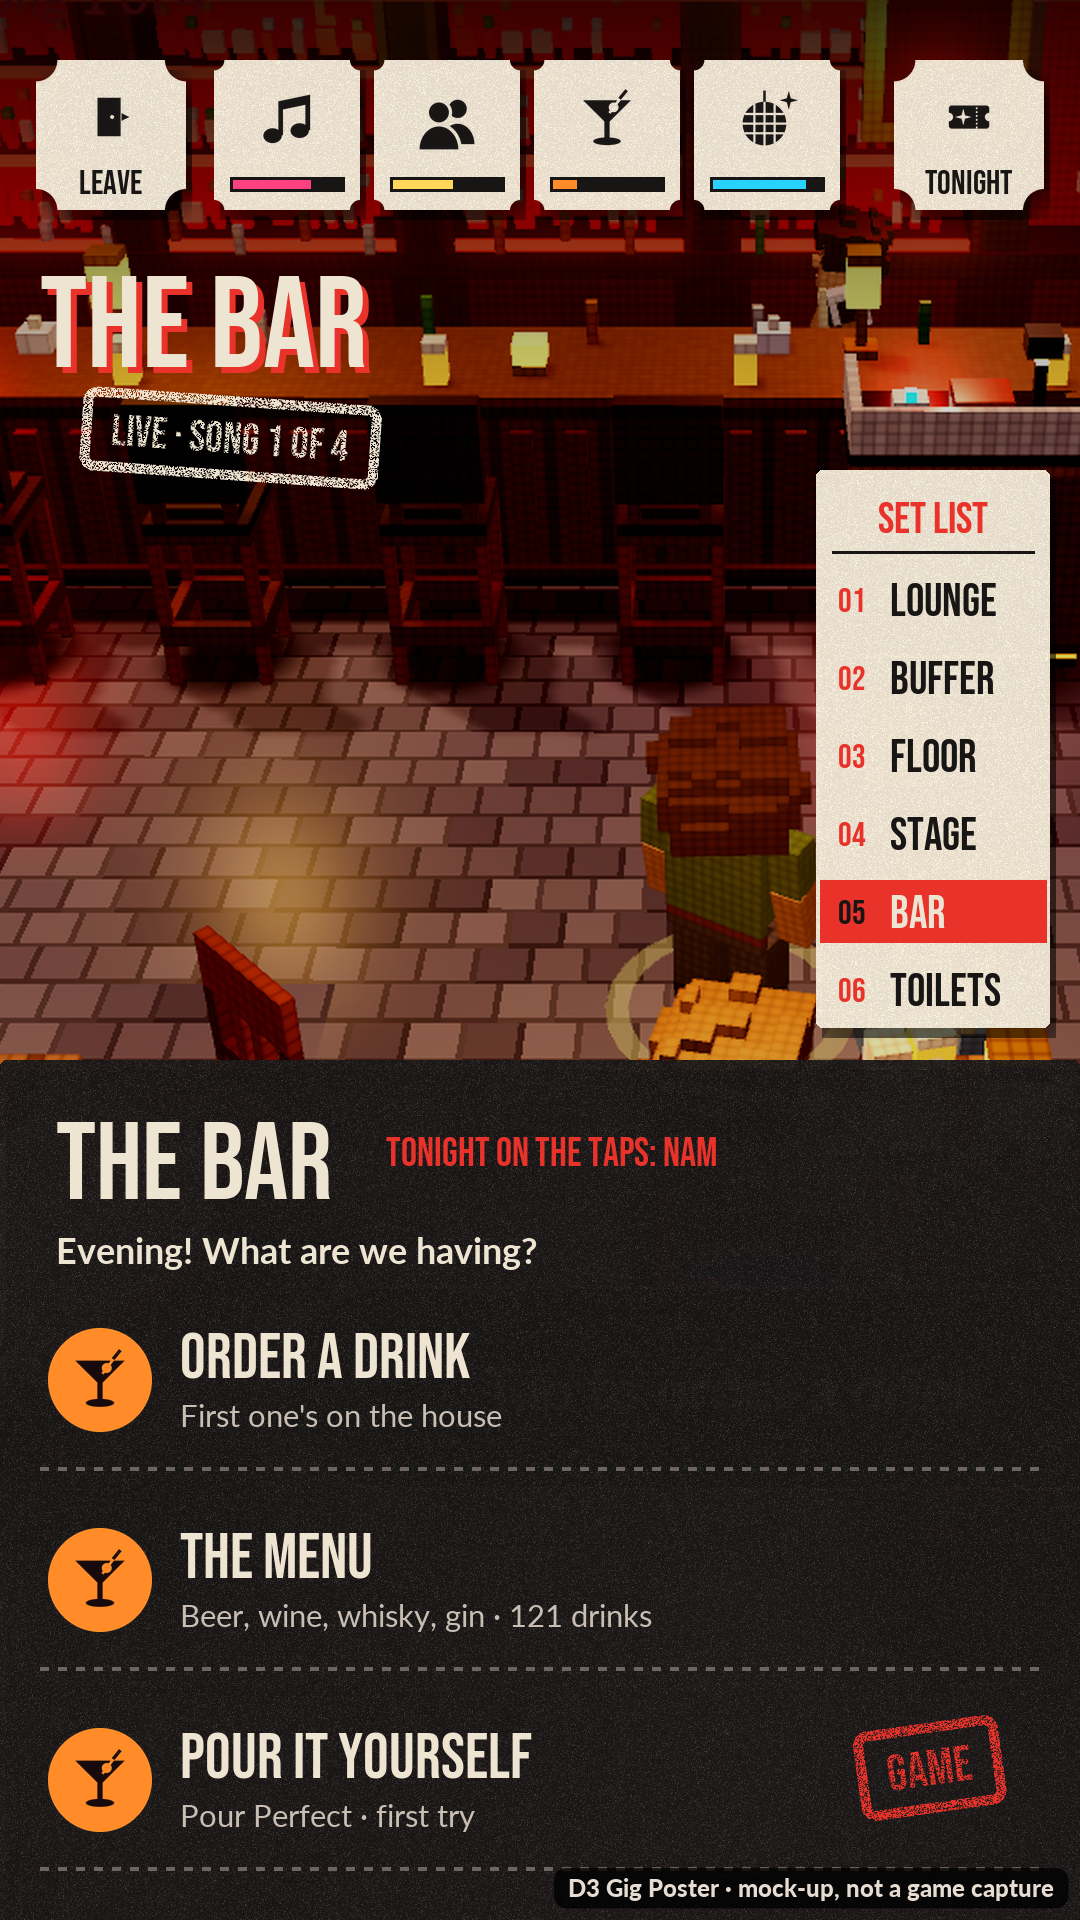 LEAVE
TONIGHT
THE BAR
LIVE · SONG 1 OF 4
SET LIST
01 LOUNGE
02 BUFFER
03 FLOOR
04 STAGE
05 BAR
06 TOILETS
THE BAR
TONIGHT ON THE TAPS: NAM
Evening! What are we having?
ORDER A DRINK
First one's on the house
THE MENU
Beer, wine, whisky, gin · 121 drinks
POUR IT YOURSELF
Pour Perfect · first try
GAME
D3 Gig Poster · mock-up, not a game capture